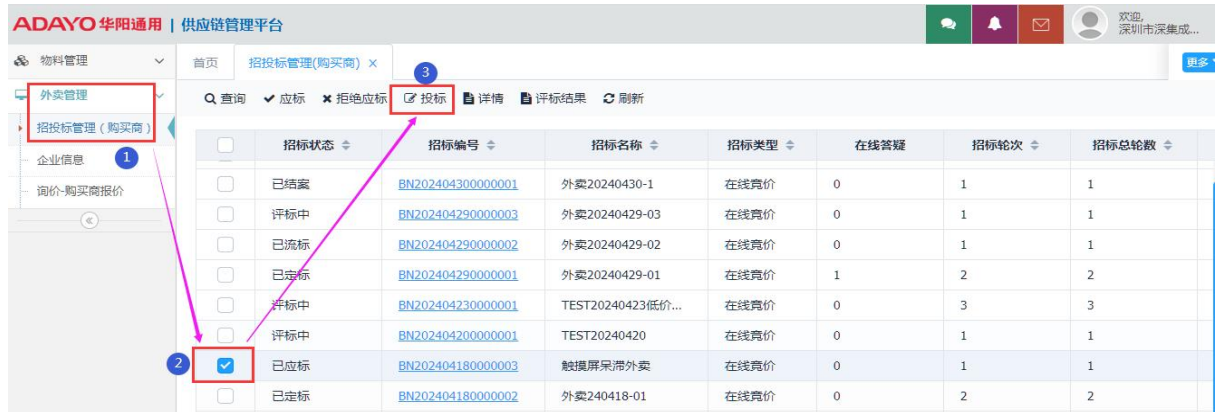 ADAYO 华阳通用 | 供应链管理平台
欢迎,
深圳市深集成...
物料管理
外卖管理
招投标管理（购买商）
企业信息
询价-购买商报价
1
首页 招投标管理(购买商) × 更多
3
查询 应标 拒绝应标 投标 详情 评标结果 刷新
招标状态 招标编号 招标名称 招标类型 在线答疑 招标轮次 招标总轮数
已结案 BN202404300000001 外卖20240430-1 在线竞价 0 1 1
评标中 BN202404290000003 外卖20240429-03 在线竞价 0 1 1
已流标 BN202404290000002 外卖20240429-02 在线竞价 0 1 1
已定标 BN202404290000001 外卖20240429-01 在线竞价 1 2 2
评标中 BN202404230000001 TEST20240423低价... 在线竞价 0 3 3
评标中 BN202404200000001 TEST20240420 在线竞价 0 1 1
2
已应标 BN202404180000003 触摸屏呆滞外卖 在线竞价 0 1 1
已定标 BN202404180000002 外卖240418-01 在线竞价 0 2 2